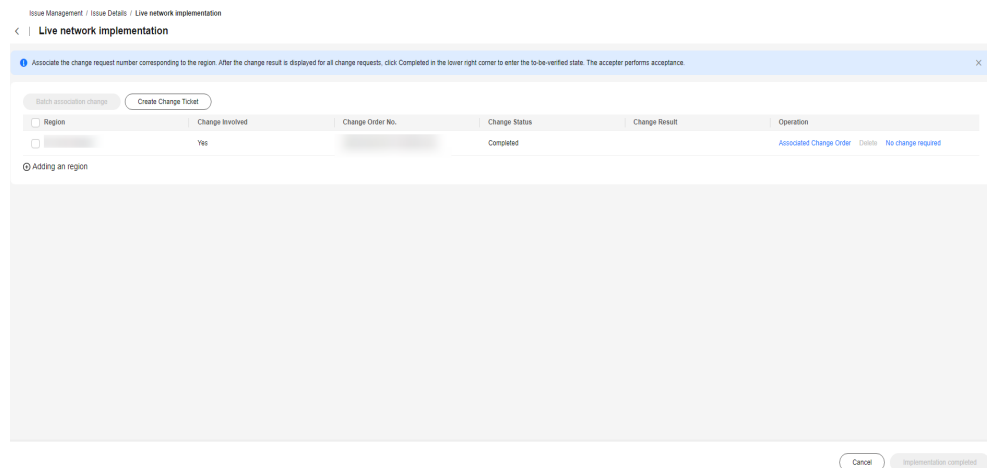 Issue Management / Issue Details / Live network implementation
Live network implementation
Associate the change request number corresponding to the region. After the change result is displayed for all change requests, click Completed in the lower right corner to enter the to-be-verified state. The accepter performs acceptance.
Batch association change Create Change Ticket
Region Change Involved Change Order No. Change Status Change Result Operation
Yes Completed Associated Change Order Delete No change required
Adding an region
Cancel Implementation completed